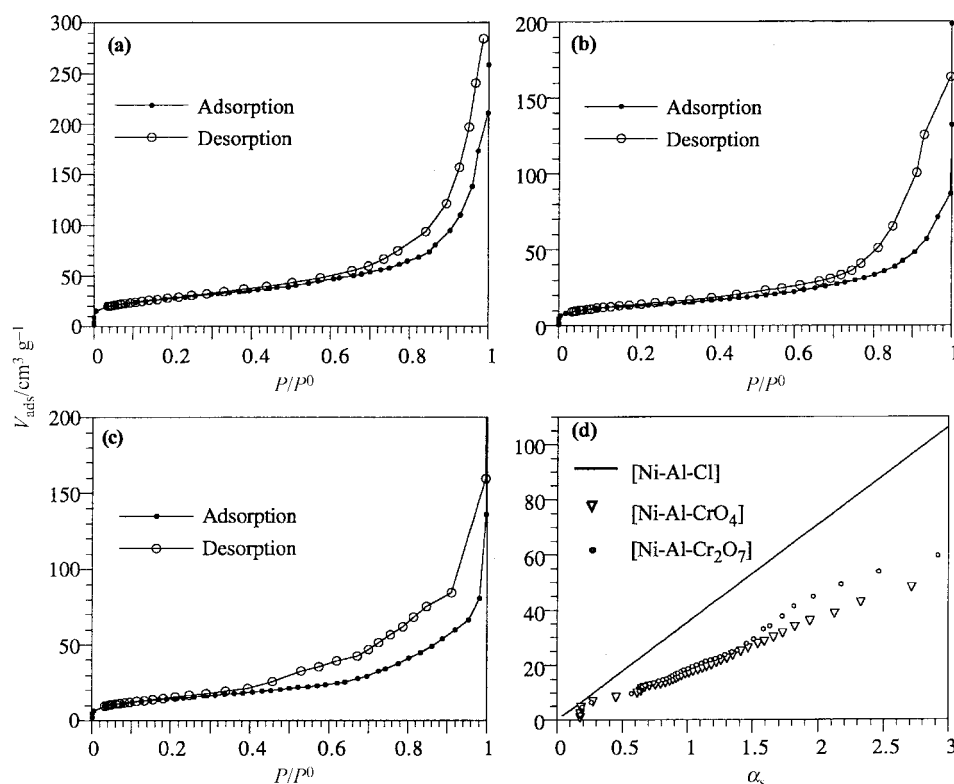 (a)
Adsorption
Desorption
300
250
200
150
100
50
0
0 0.2 0.4 0.6 0.8 1
P/P⁰
(b)
Adsorption
Desorption
200
150
100
50
0
0 0.2 0.4 0.6 0.8 1
P/P⁰
V_ads/cm³ g⁻¹
(c)
Adsorption
Desorption
200
150
100
50
0
0 0.2 0.4 0.6 0.8 1
P/P⁰
(d)
[Ni-Al-Cl]
[Ni-Al-CrO₄]
[Ni-Al-Cr₂O₇]
100
80
60
40
20
0
0 0.5 1 1.5 2 2.5 3
αₛ